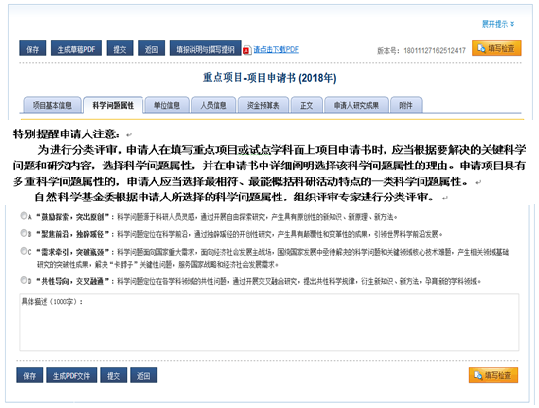 展开提示
保存 生成草稿PDF 提交 返回 填报说明与撰写提纲 请点击下载PDF 版本号：18011127162512417 填写检查
重点项目-项目申请书 (2018年)
项目基本信息 科学问题属性 单位信息 人员信息 资金预算表 正文 申请人研究成果 附件
特别提醒申请人注意：
为进行分类评审，申请人在填写重点项目或试点学科面上项目申请书时，应当根据要解决的关键科学
问题和研究内容，选择科学问题属性，并在申请书中详细阐明选择该科学问题属性的理由。申请项目具有
多重科学问题属性的，申请人应当选择最相符、最能概括科研活动特点的一类科学问题属性。
自然科学基金委根据申请人所选择的科学问题属性，组织评审专家进行分类评审。
A “鼓励探索，突出原创”：科学问题源于科研人员灵感，通过开展自由探索研究，产生具有原创性的新知识、新原理、新方法。
B “聚焦前沿，独辟蹊径”：科学问题定位在科学前沿，通过独辟蹊径的开创性研究，产生具有颠覆性和变革性的成果，引领世界科学前沿发展。
C “需求牵引，突破瓶颈”：科学问题面向国家重大需求，面向经济社会发展主战场，围绕国家发展中亟待解决的科学问题和关键领域核心技术难题，产生相关领域基础
研究的突破性成果，解决“卡脖子”关键性问题，服务国家战略和经济社会发展需求。
D “共性导向，交叉融通”：科学问题定位在各学科领域的共性问题，通过开展交叉融合研究，提出共性科学规律，衍生新知识、新方法，孕育新的学科领域。
具体描述（1000字）：
保存 生成PDF文件 提交 返回 填写检查